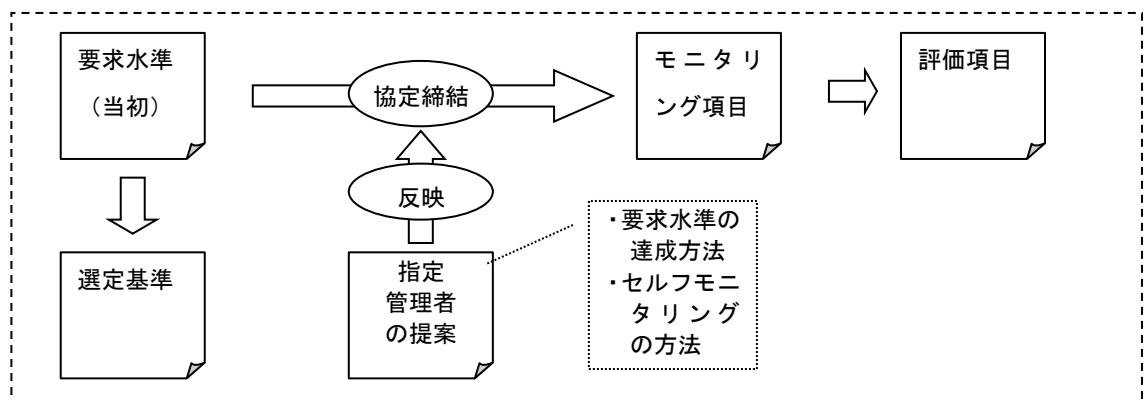 要求水準
（当初）
協定締結
モニタリ
ング項目
評価項目
反映
選定基準
指定
管理者
の提案
・要求水準の
達成方法
・セルフモニ
タリング
の方法